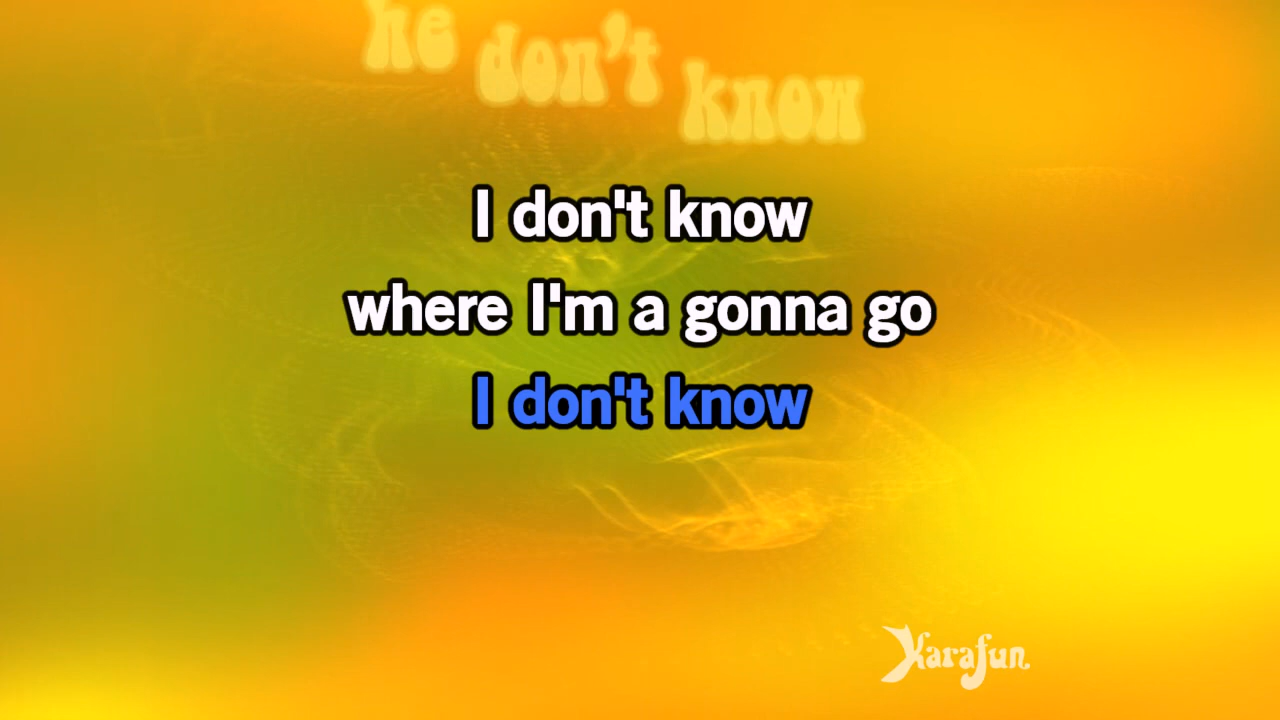 he don't know
I don't know
where I'm a gonna go
I don't know
Karafun